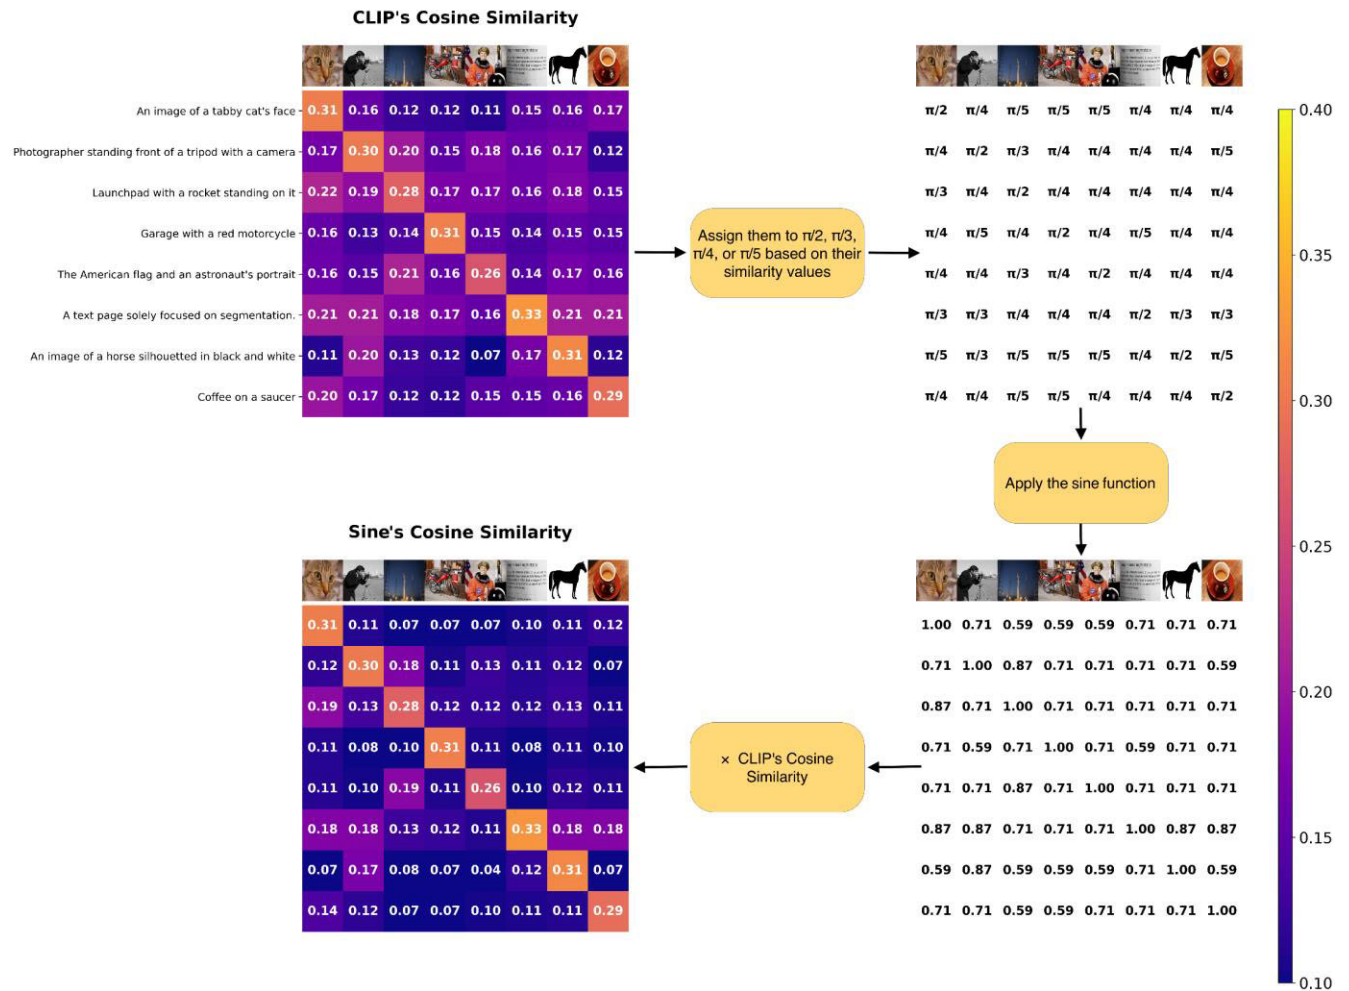 CLIP's Cosine Similarity
An image of a tabby cat's face
0.31 0.16 0.12 0.12 0.11 0.15 0.16 0.17
Photographer standing front of a tripod with a camera
0.17 0.30 0.20 0.15 0.18 0.16 0.17 0.12
Launchpad with a rocket standing on it
0.22 0.19 0.28 0.17 0.17 0.16 0.18 0.15
Garage with a red motorcycle
0.16 0.13 0.14 0.31 0.15 0.14 0.15 0.15
The American flag and an astronaut's portrait
0.16 0.15 0.21 0.16 0.26 0.14 0.17 0.16
A text page solely focused on segmentation.
0.21 0.21 0.18 0.17 0.16 0.33 0.21 0.21
An image of a horse silhouetted in black and white
0.11 0.20 0.13 0.12 0.07 0.17 0.31 0.12
Coffee on a saucer
0.20 0.17 0.12 0.12 0.15 0.15 0.16 0.29
Assign them to π/2, π/3,
π/4, or π/5 based on their
similarity values
π/2 π/4 π/5 π/5 π/5 π/4 π/4 π/4
π/4 π/2 π/3 π/4 π/4 π/4 π/4 π/5
π/3 π/4 π/2 π/4 π/4 π/4 π/4 π/4
π/4 π/5 π/4 π/2 π/4 π/5 π/4 π/4
π/4 π/4 π/3 π/4 π/2 π/4 π/4 π/4
π/3 π/3 π/4 π/4 π/4 π/2 π/3 π/3
π/5 π/3 π/5 π/5 π/5 π/4 π/2 π/5
π/4 π/4 π/5 π/5 π/4 π/4 π/4 π/2
Apply the sine function
1.00 0.71 0.59 0.59 0.59 0.71 0.71 0.71
0.71 1.00 0.87 0.71 0.71 0.71 0.71 0.59
0.87 0.71 1.00 0.71 0.71 0.71 0.71 0.71
0.71 0.59 0.71 1.00 0.71 0.59 0.71 0.71
0.71 0.71 0.87 0.71 1.00 0.71 0.71 0.71
0.87 0.87 0.71 0.71 0.71 1.00 0.87 0.87
0.59 0.87 0.59 0.59 0.59 0.71 1.00 0.59
0.71 0.71 0.59 0.59 0.71 0.71 0.71 1.00
× CLIP's Cosine
Similarity
Sine's Cosine Similarity
0.31 0.11 0.07 0.07 0.07 0.10 0.11 0.12
0.12 0.30 0.18 0.11 0.13 0.11 0.12 0.07
0.19 0.13 0.28 0.12 0.12 0.12 0.13 0.11
0.11 0.08 0.10 0.31 0.11 0.08 0.11 0.10
0.11 0.10 0.19 0.11 0.26 0.10 0.12 0.11
0.18 0.18 0.13 0.12 0.11 0.33 0.18 0.18
0.07 0.17 0.08 0.07 0.04 0.12 0.31 0.07
0.14 0.12 0.07 0.07 0.10 0.11 0.11 0.29
0.40
0.35
0.30
0.25
0.20
0.15
0.10